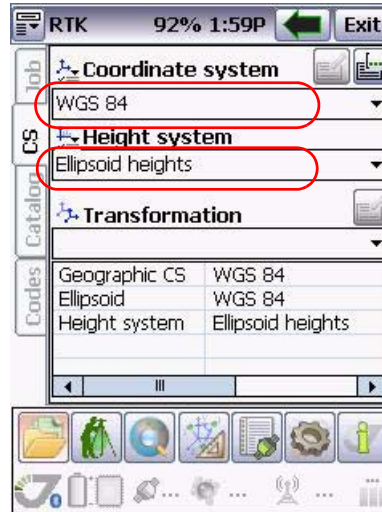 RTK 92% 1:59P Exit
Job
CS
Catalog
Codes
Coordinate system
WGS 84
Height system
Ellipsoid heights
Transformation
Geographic CS WGS 84
Ellipsoid WGS 84
Height system Ellipsoid heights
0 ... ... ...